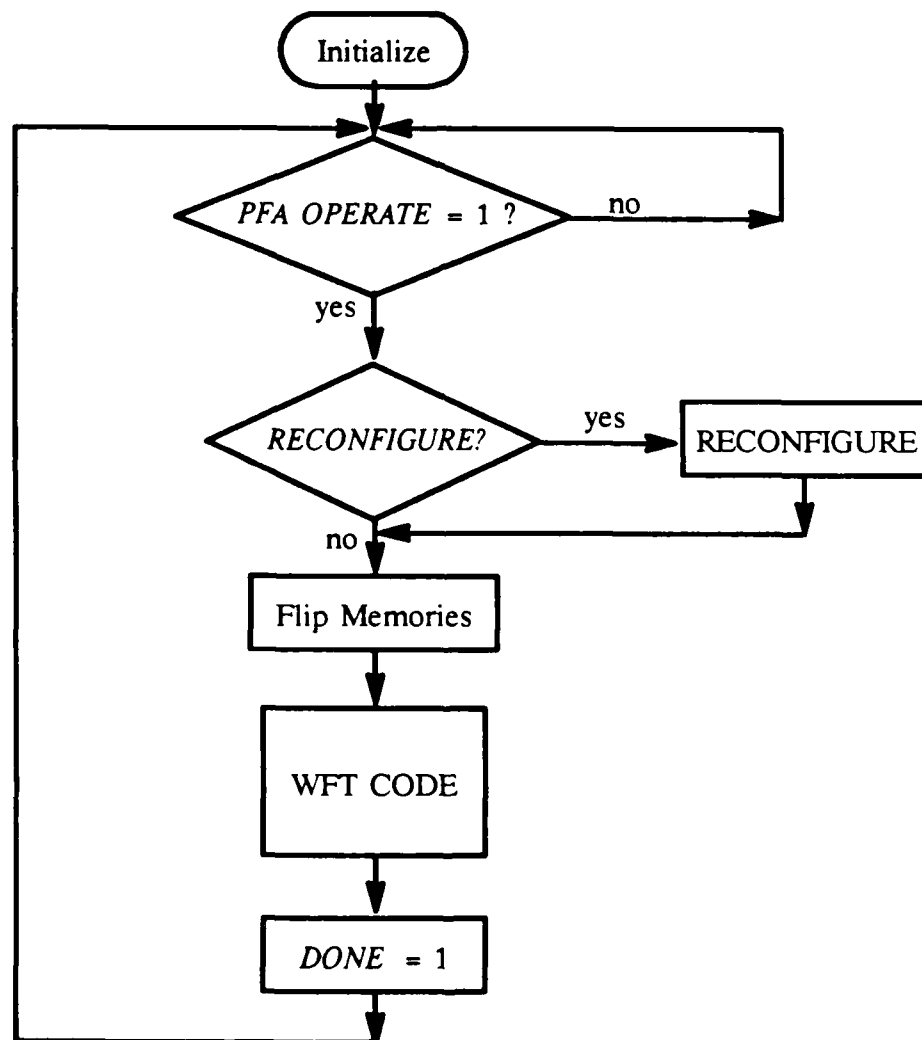 Initialize
PFA OPERATE = 1 ?
no
yes
RECONFIGURE?
yes
RECONFIGURE
no
Flip Memories
WFT CODE
DONE = 1